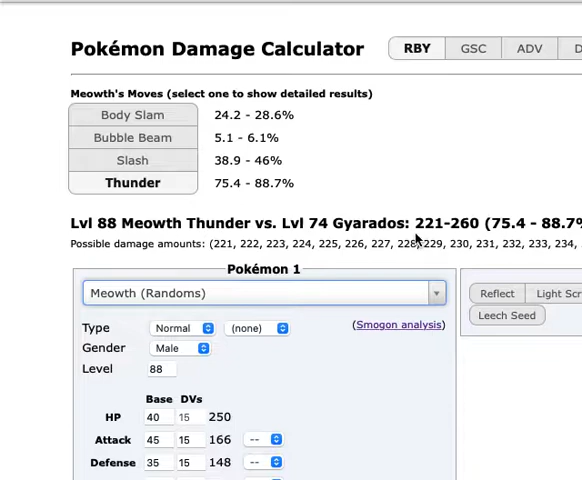 Pokémon Damage Calculator RBY GSC ADV
Meowth's Moves (select one to show detailed results)
Body Slam 24.2 - 28.6%
Bubble Beam 5.1 - 6.1%
Slash 38.9 - 46%
Thunder 75.4 - 88.7%
Lvl 88 Meowth Thunder vs. Lvl 74 Gyarados: 221-260 (75.4 - 88.7%
Possible damage amounts: (221, 222, 223, 224, 225, 226, 227, 228, 229, 230, 231, 232, 233, 234,
Pokémon 1
Meowth (Randoms)
Reflect Light Scr
Leech Seed
Type Normal (none) (Smogon analysis)
Gender Male
Level 88
Base DVs
HP 40 15 250
Attack 45 15 166 --
Defense 35 15 148 --